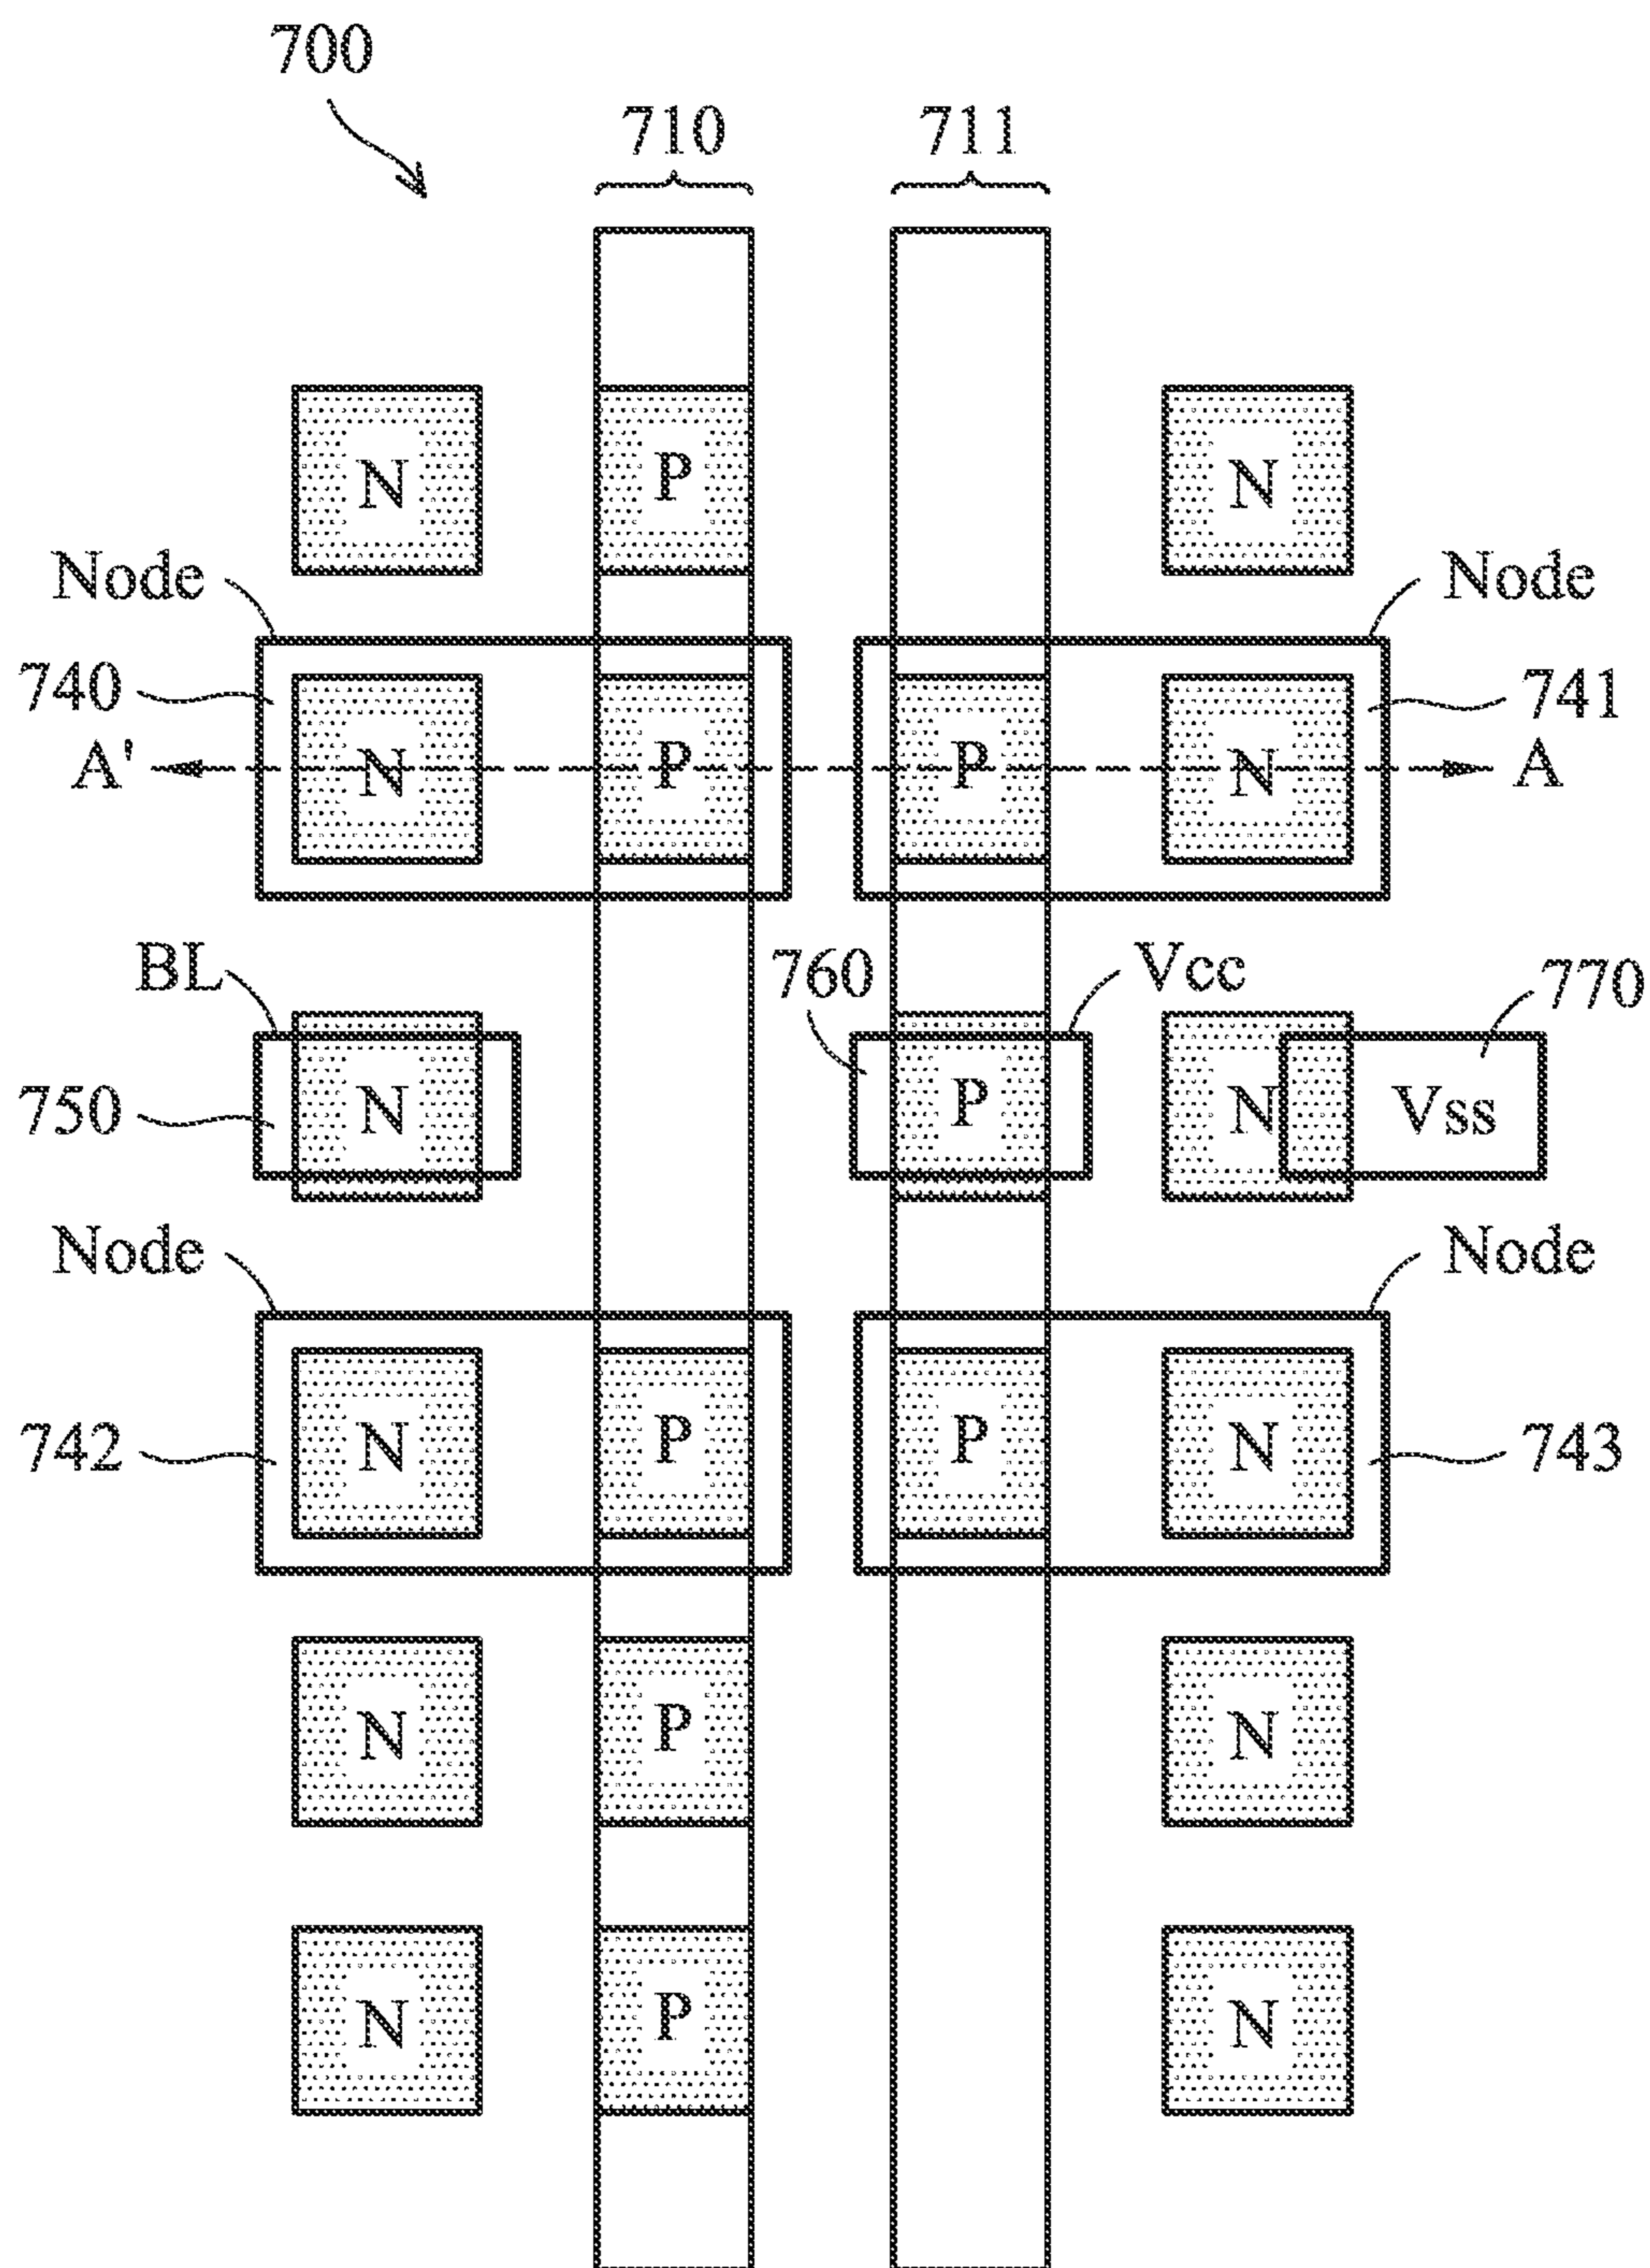 700
710 711
N P N
Node Node
740 741
A' N P P N A
BL 760 Vcc 770
750 N P N Vss
Node Node
742 N P P N 743
N P N
N P N